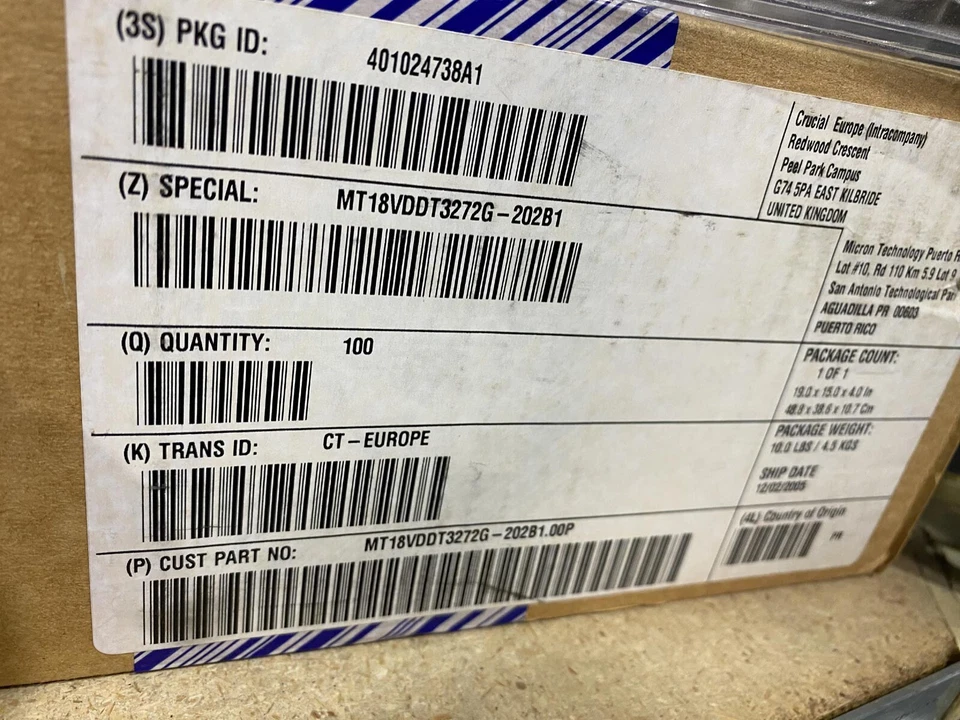 (3S) PKG ID:
401024738A1
(Z) SPECIAL:
MT18VDDT3272G-202B1
(Q) QUANTITY:
100
(K) TRANS ID:
CT-EUROPE
(P) CUST PART NO:
MT18VDDT3272G-202B1.00P
Crucial Europe (Intracompany)
Redwood Crescent
Peel Park Campus
G74 5PA EAST KILBRIDE
UNITED KINGDOM
Micron Technology Puerto
Lot #10, Rd 110 Km 5.9 Lot 9
San Antonio Technological
AGUADILLA PR 00603
PUERTO RICO
PACKAGE COUNT:
1 OF 1
19.0 x 15.0 x 4.0 In
x 38.6 x 10.7 Cm
PACKAGE WEIGHT:
10.0 LBS / 4.5 KGS
SHIP DATE
12/02/2005
(4L) Country of Origin
PR